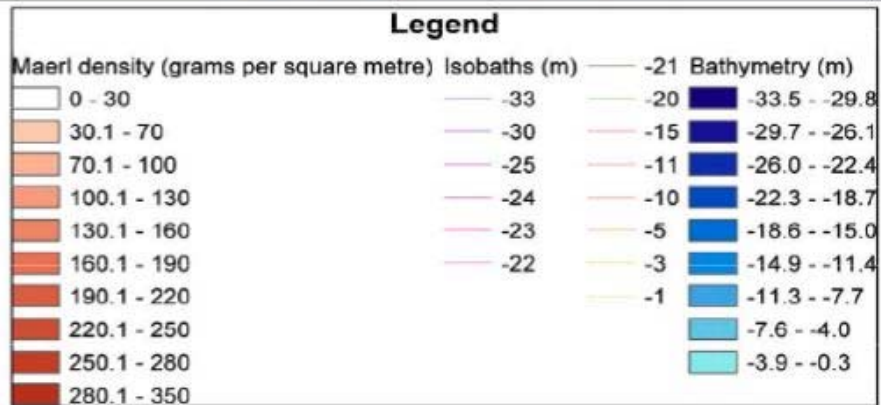 Legend
Maerl density (grams per square metre)
0 - 30
30.1 - 70
70.1 - 100
100.1 - 130
130.1 - 160
160.1 - 190
190.1 - 220
220.1 - 250
250.1 - 280
280.1 - 350
Isobaths (m)
-33
-30
-25
-24
-23
-22
-21
-20
-15
-11
-10
-5
-3
-1
Bathymetry (m)
-33.5 - -29.8
-29.7 - -26.1
-26.0 - -22.4
-22.3 - -18.7
-18.6 - -15.0
-14.9 - -11.4
-11.3 - -7.7
-7.6 - -4.0
-3.9 - -0.3